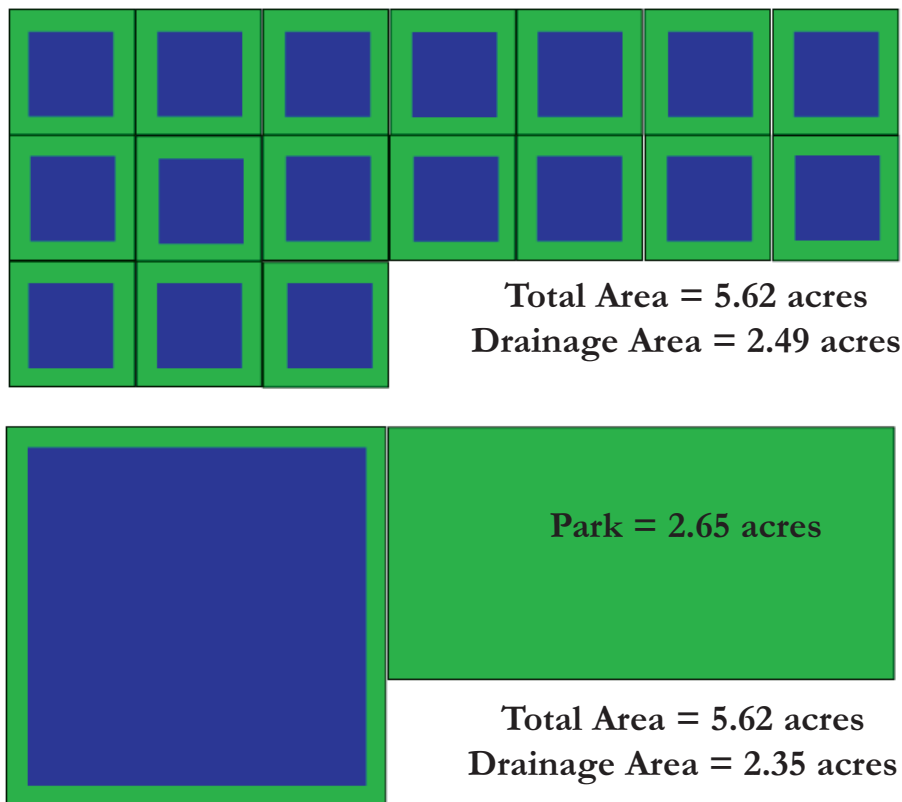 Total Area = 5.62 acres
Drainage Area = 2.49 acres
Park = 2.65 acres
Total Area = 5.62 acres
Drainage Area = 2.35 acres